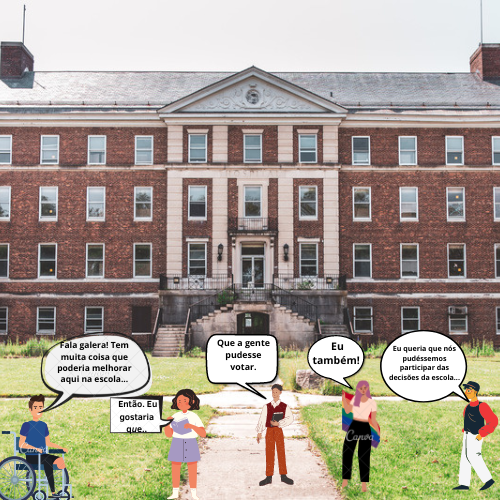 Fala galera! Tem
muita coisa que
poderia melhorar
aqui na escola...
Então. Eu
gostaria
que..
Que a gente
pudesse
votar.
Eu
também!
Eu queria que nós
pudéssemos
participar das
decisões da escola...
Canva
Canva